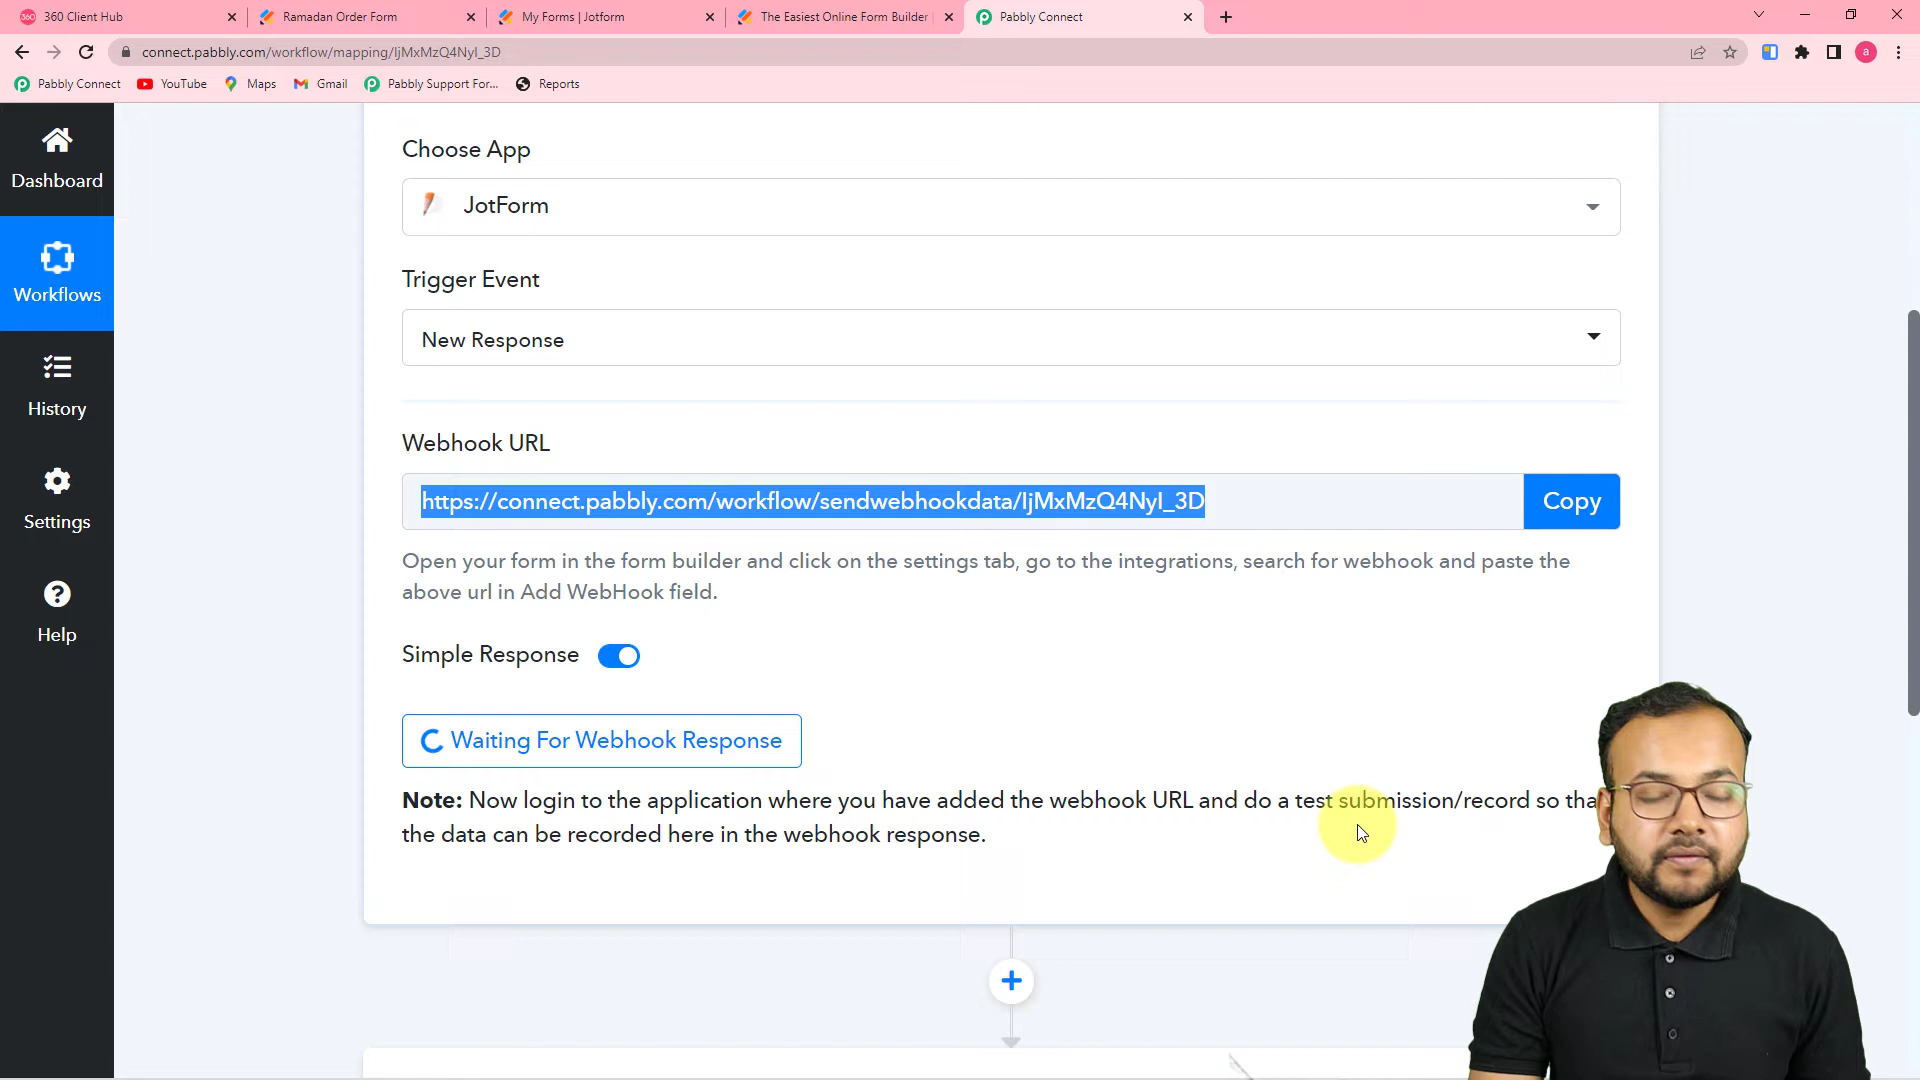 360 Client Hub
Ramadan Order Form
My Forms | Jotform
The Easiest Online Form Builder
Pabbly Connect
connect.pabbly.com/workflow/mapping/IjMxMzQ4NyI_3D
a
Pabbly Connect
YouTube
Maps
Gmail
Pabbly Support For...
Reports
Dashboard
Workflows
History
Settings
Help
Choose App
JotForm
Trigger Event
New Response
Webhook URL
https://connect.pabbly.com/workflow/sendwebhookdata/IjMxMzQ4NyI_3D
Copy
Open your form in the form builder and click on the settings tab, go to the integrations, search for webhook and paste the
above url in Add WebHook field.
Simple Response
Waiting For Webhook Response
Note: Now login to the application where you have added the webhook URL and do a test submission/record so tha
the data can be recorded here in the webhook response.